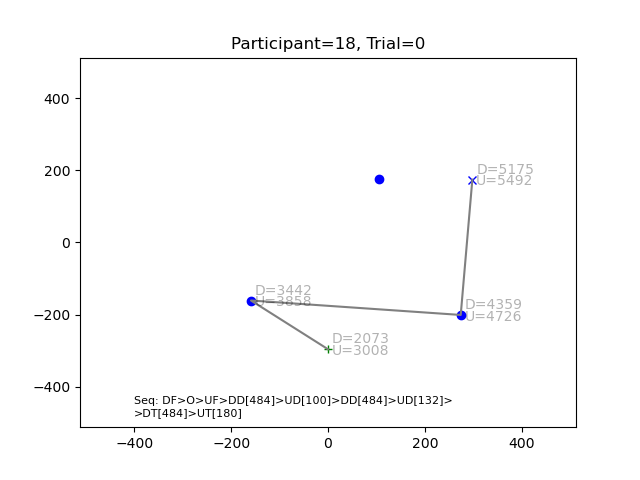 Participant=18, Trial=0
400
200
0
−200
−400
D=5175
U=5492
D=3442
U=3858
D=4359
U=4726
D=2073
U=3008
Seq: DF>O>UF>DD[484]>UD[100]>DD[484]>UD[132]>
>DT[484]>UT[180]
−400
−200
0
200
400